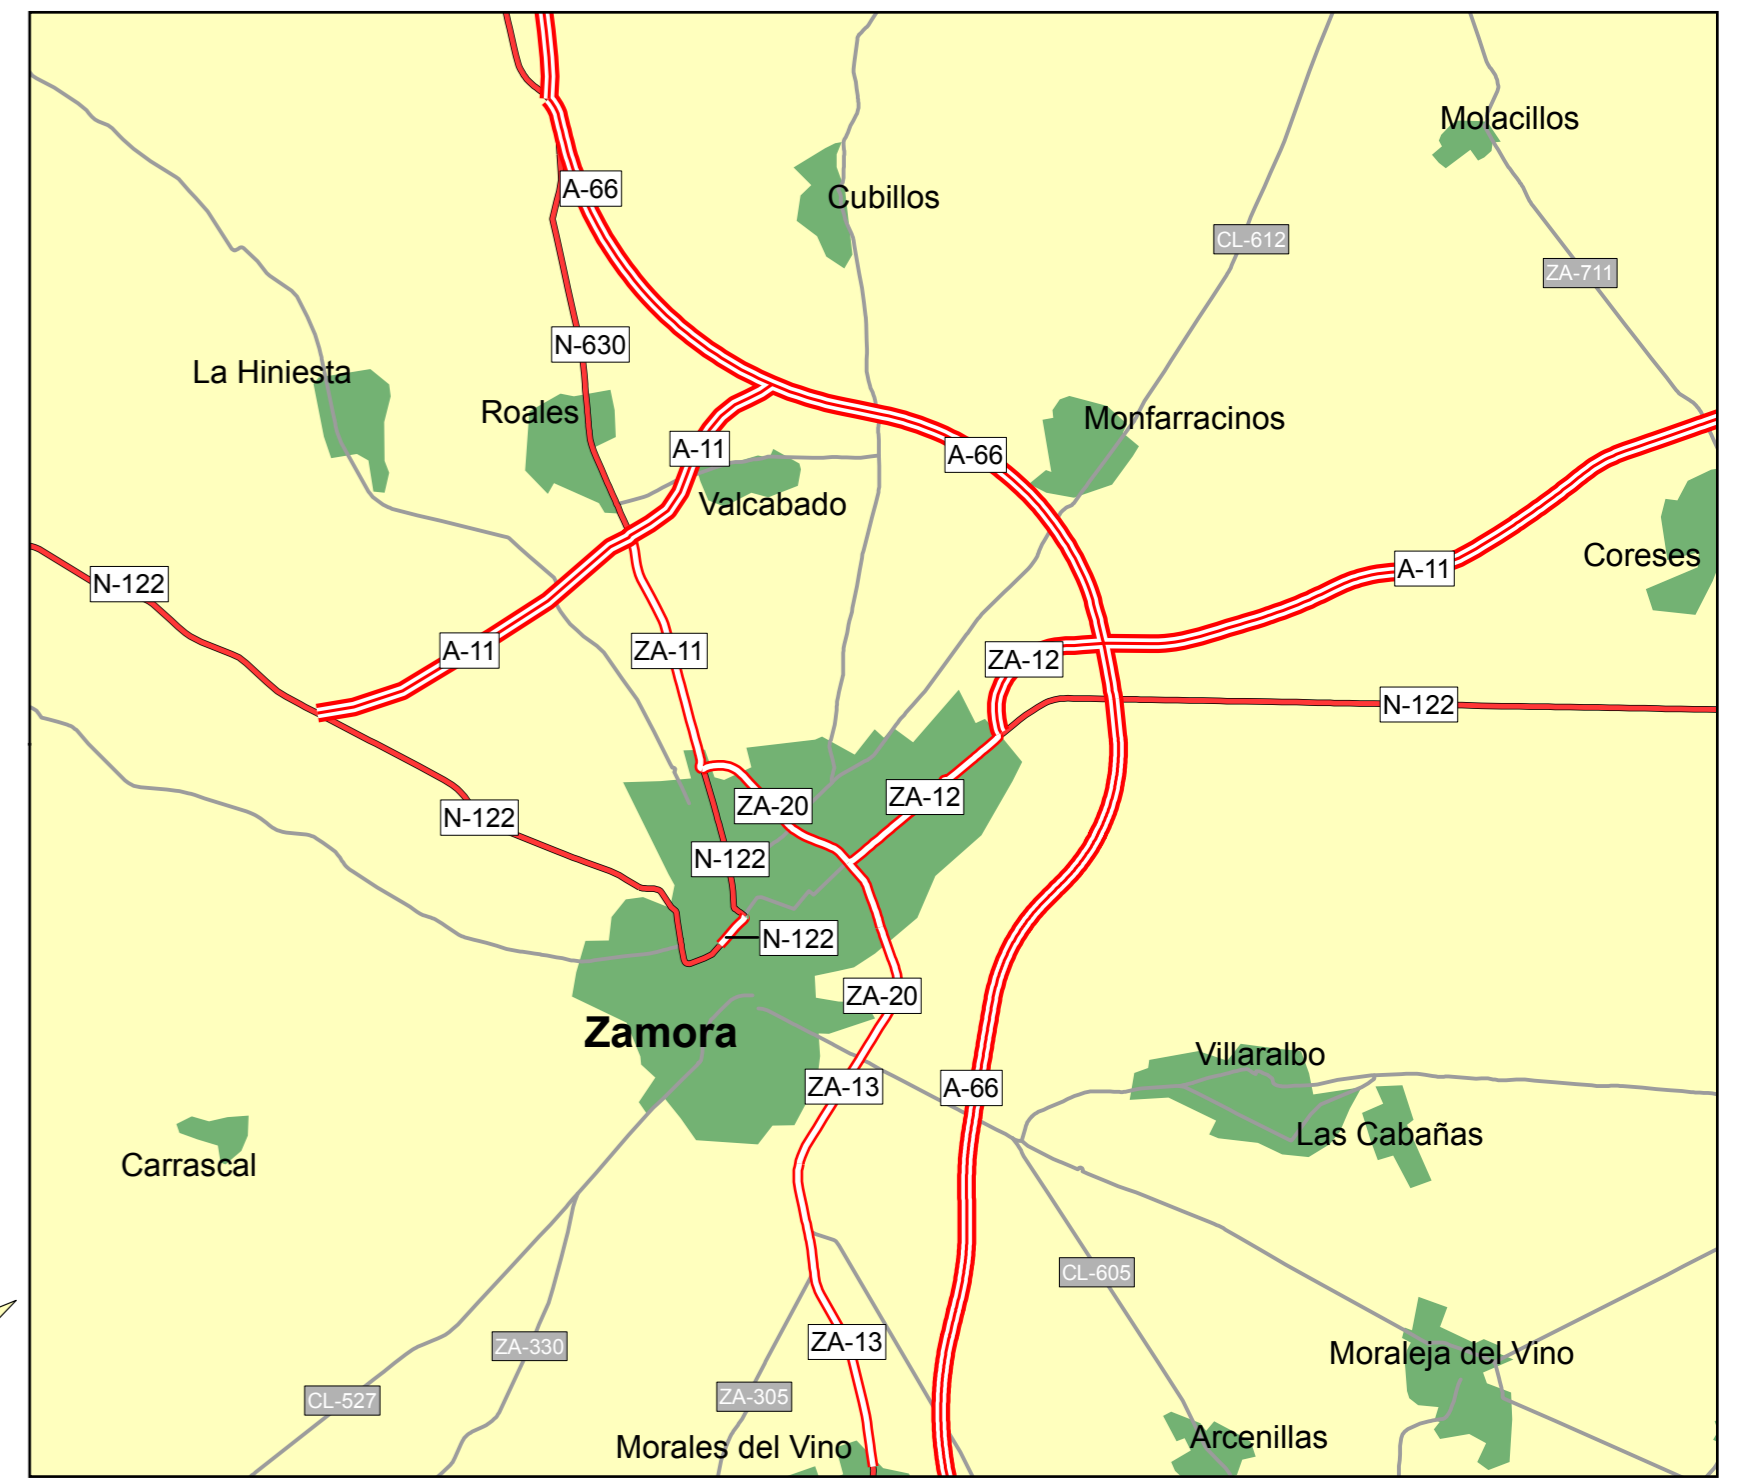 Molacillos
A-66
Cubillos
CL-612
ZA-711
N-630
La Hiniesta
Roales
Monfarracinos
A-11
A-66
Valcabado
Coreses
A-11
N-122
A-11
ZA-11
ZA-12
N-122
ZA-20
ZA-12
N-122
N-122
N-122
ZA-20
Zamora
Villaralbo
ZA-13
A-66
Las Cabañas
Carrascal
CL-605
ZA-13
ZA-330
Moraleja del Vino
CL-527
ZA-305
Arcenillas
Morales del Vino